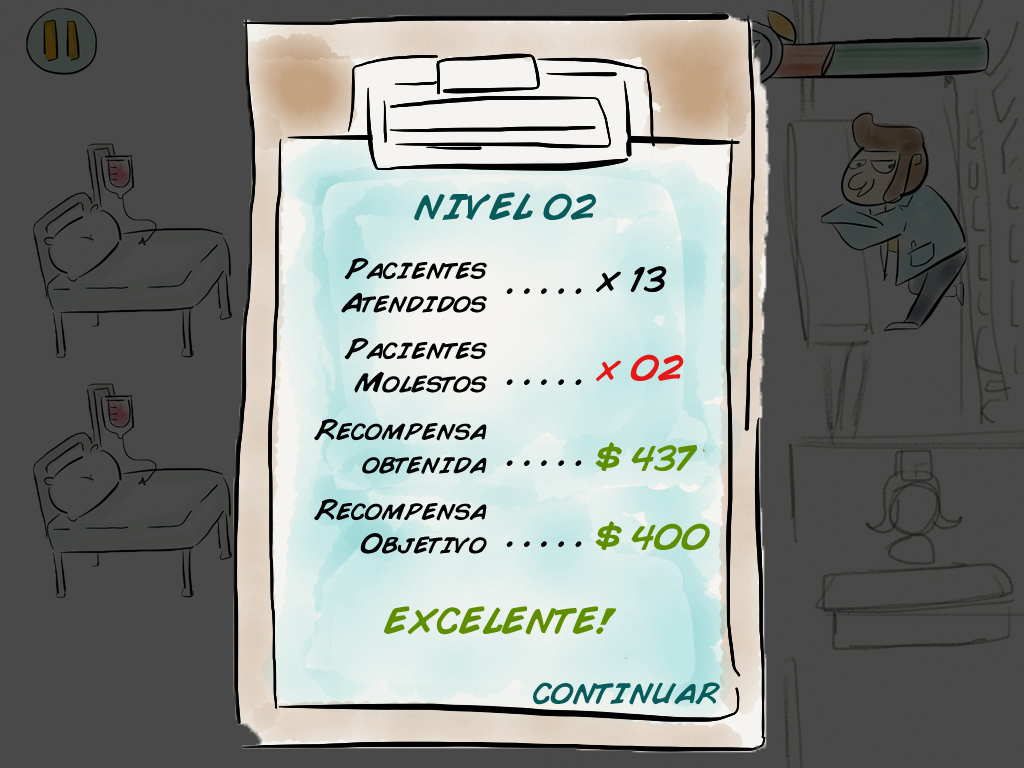 NIVEL 02
PACIENTES
ATENDIDOS ..... x 13
PACIENTES
MOLESTOS ..... x 02
RECOMPENSA
OBTENIDA ..... $ 437
RECOMPENSA
OBJETIVO ..... $ 400
EXCELENTE!
CONTINUAR